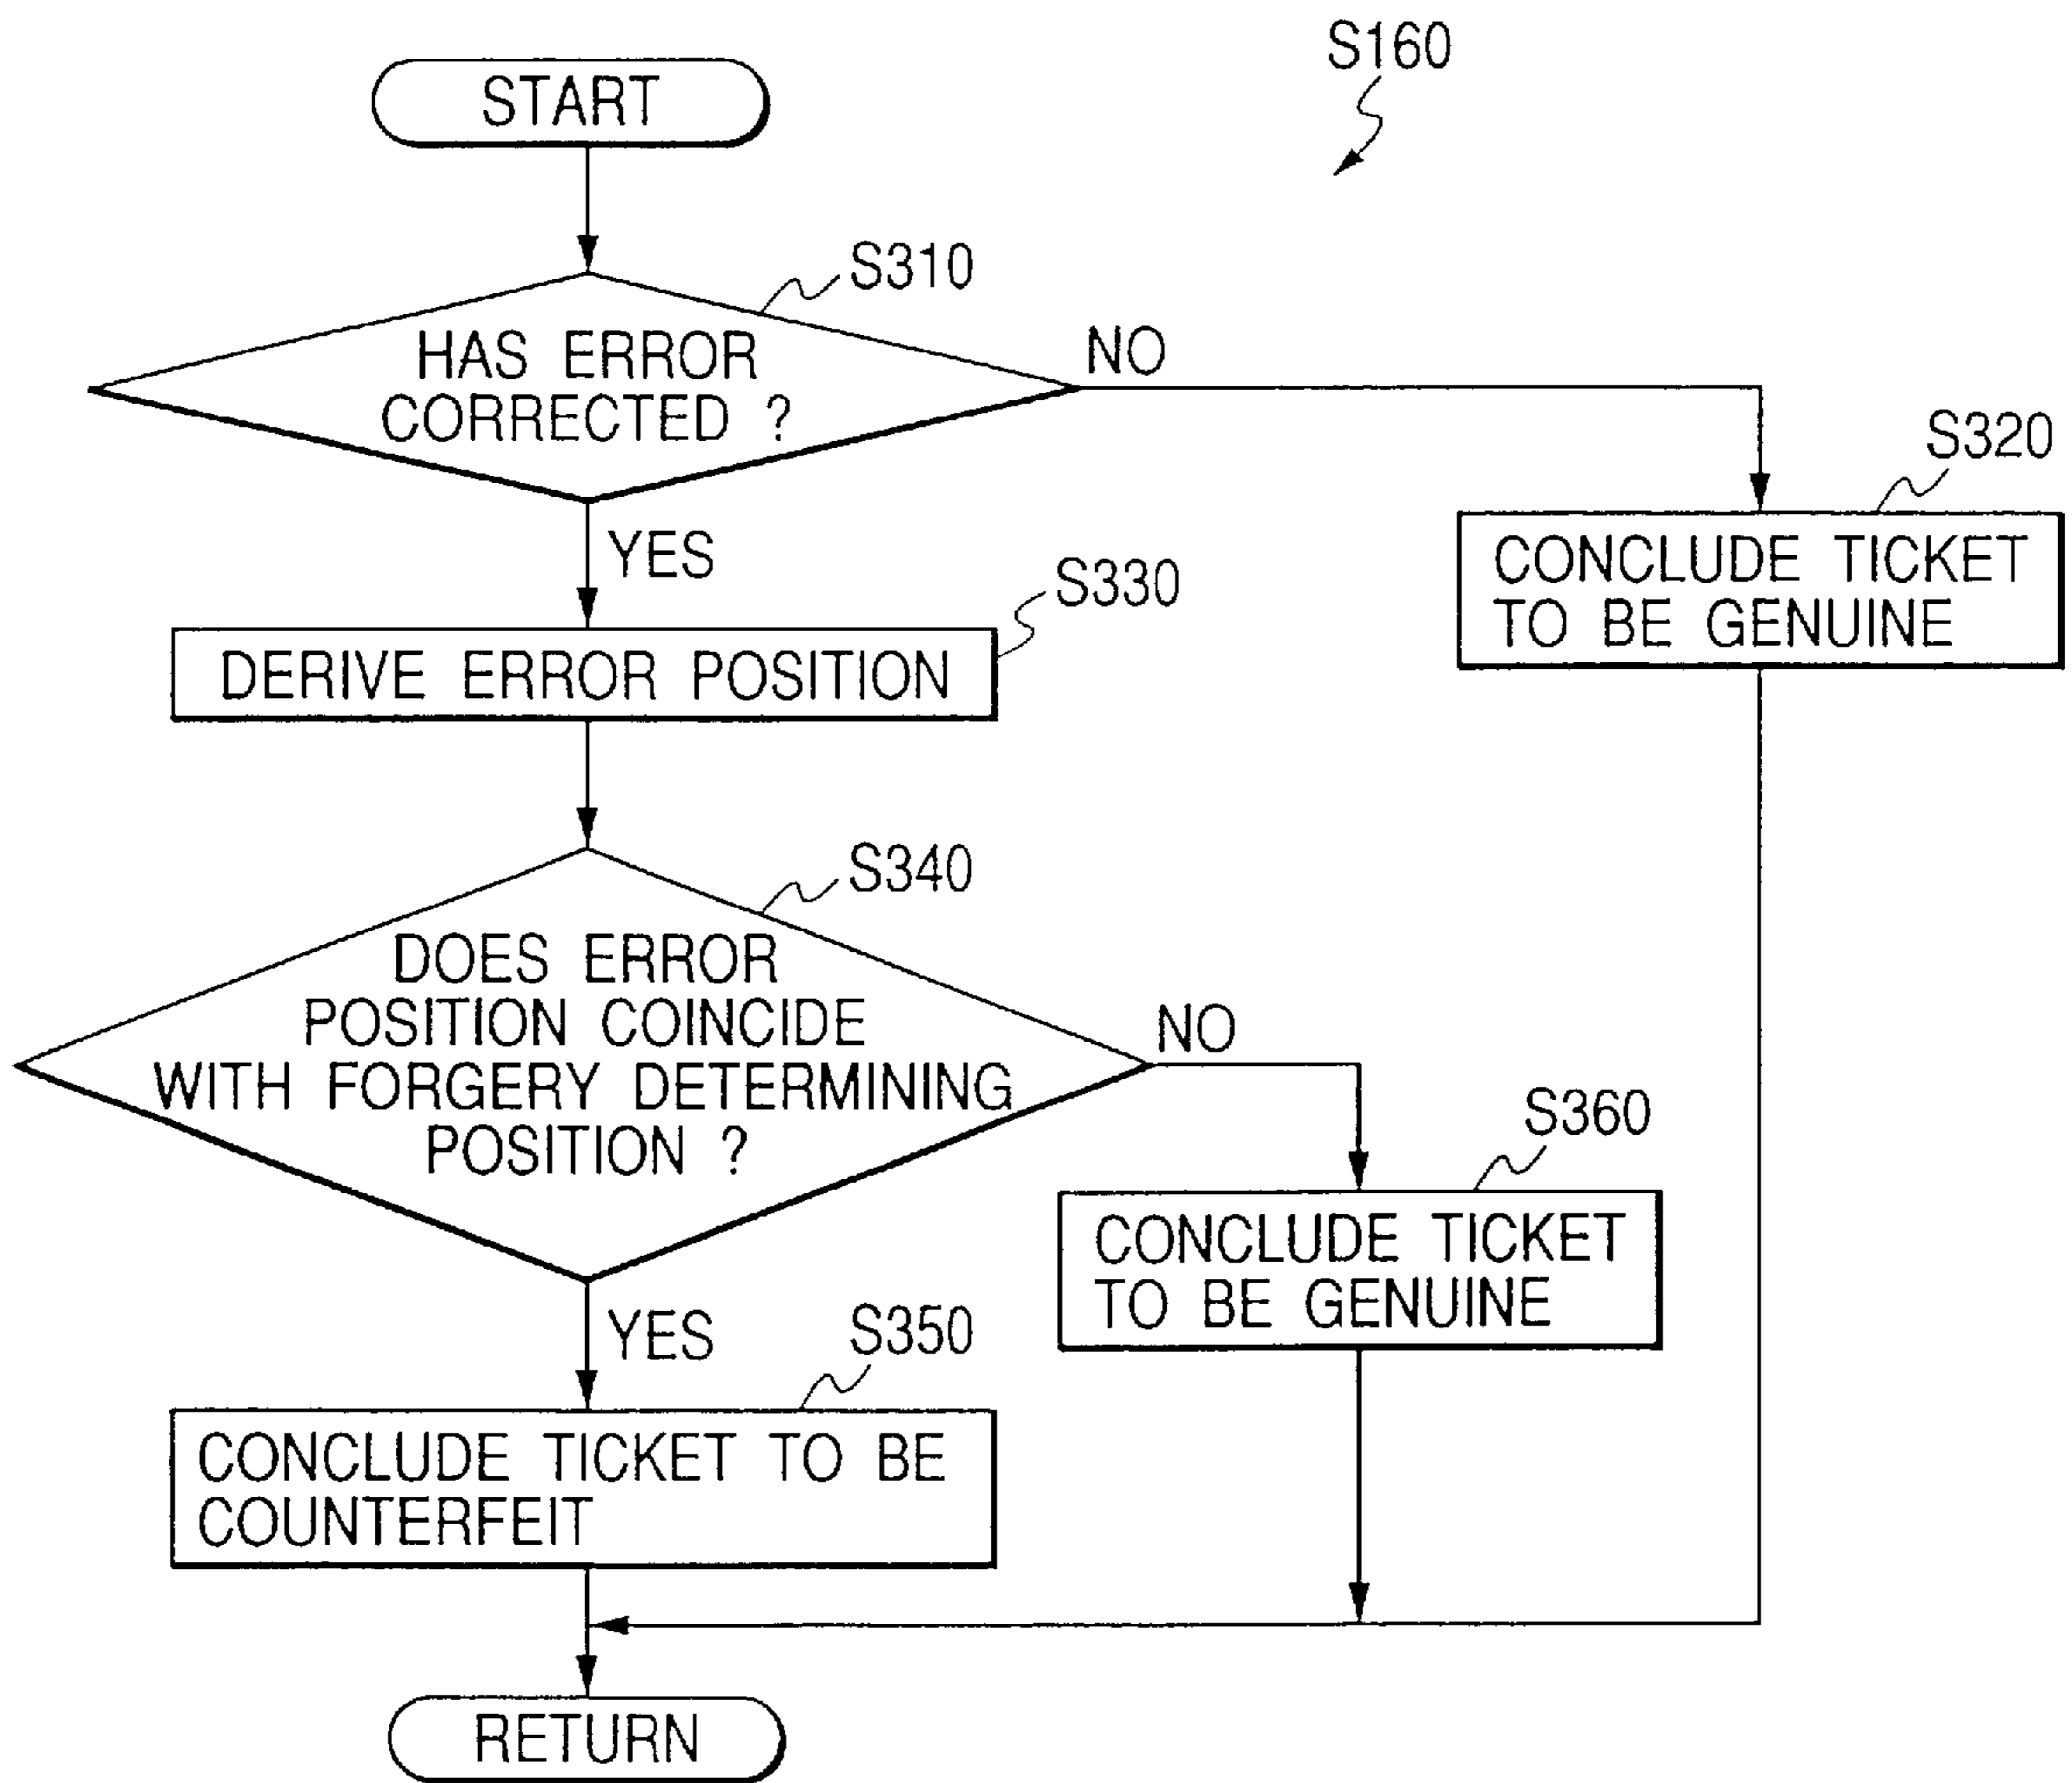 S160
START
S310
HAS ERROR
CORRECTED ?
NO
S320
CONCLUDE TICKET
TO BE GENUINE
YES
S330
DERIVE ERROR POSITION
S340
DOES ERROR
POSITION COINCIDE
WITH FORGERY DETERMINING
POSITION ?
NO
S360
CONCLUDE TICKET
TO BE GENUINE
YES
S350
CONCLUDE TICKET TO BE
COUNTERFEIT
RETURN